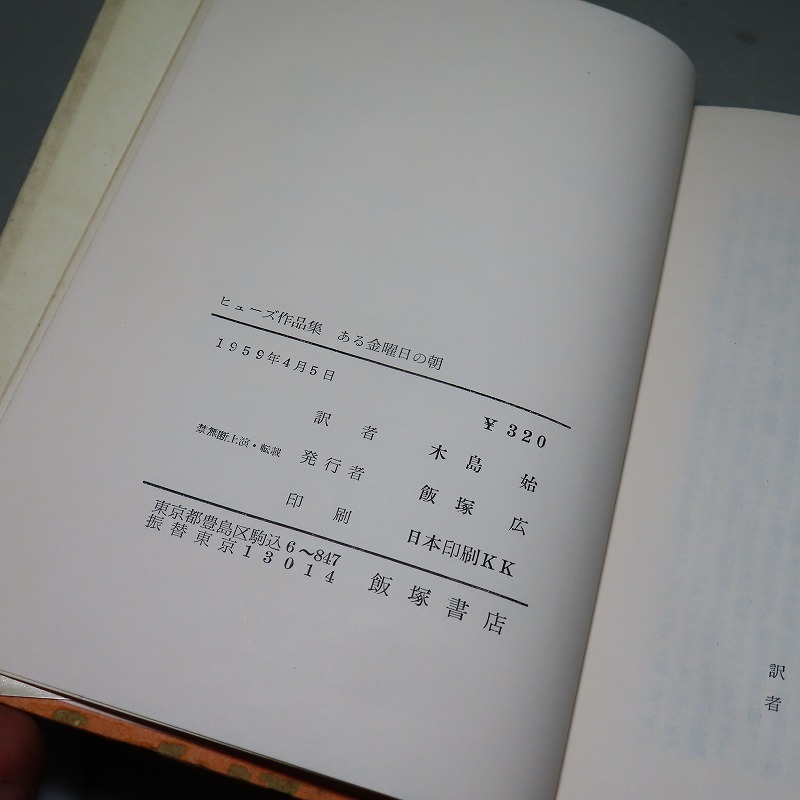 ヒューズ作品集　ある金曜日の朝
1959年4月5日
¥320
訳者　木島始
禁無断上演・転載
発行者　飯塚広
印刷　日本印刷KK
東京都豊島区駒込6〜847
振替東京13014
飯塚書店
訳者